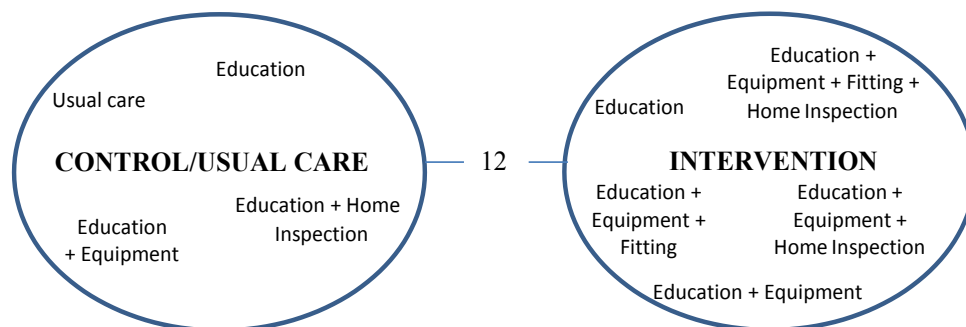 Education
Usual care
CONTROL/USUAL CARE
Education + Home
Inspection
Education
+ Equipment
12
Education +
Equipment + Fitting +
Home Inspection
Education
INTERVENTION
Education +
Equipment +
Fitting
Education +
Equipment +
Home Inspection
Education + Equipment